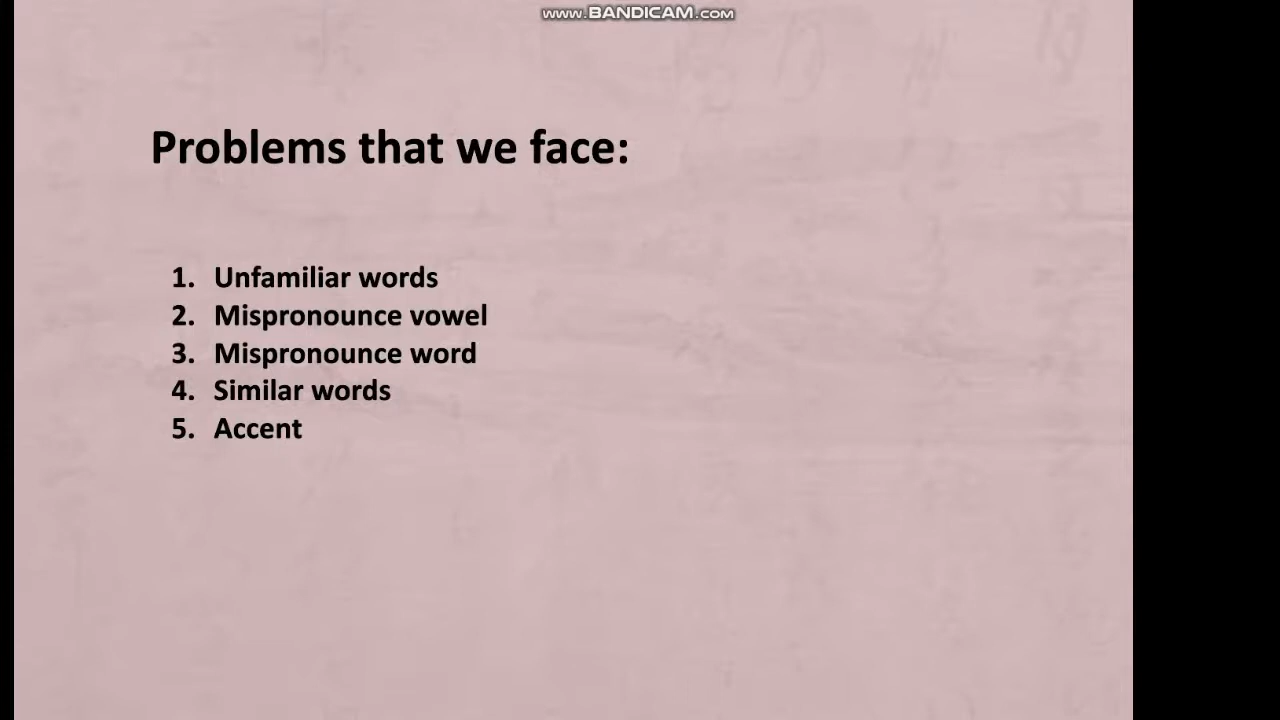 www.BANDICAM.com
Problems that we face:
1. Unfamiliar words
2. Mispronounce vowel
3. Mispronounce word
4. Similar words
5. Accent